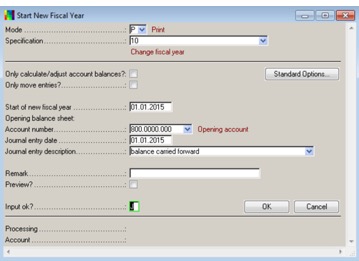 Start New Fiscal Year
Mode P Print
Specification 10
Change fiscal year
Only calculate/adjust account balances?: Standard Options...
Only move entries?
Start of new fiscal year 01.01.2015
Opening balance sheet:
Account number 800.0000.000 Opening account
Journal entry date 01.01.2015
Journal entry description balance carried forward
Remark
Preview?
Input ok? OK Cancel
Processing
Account